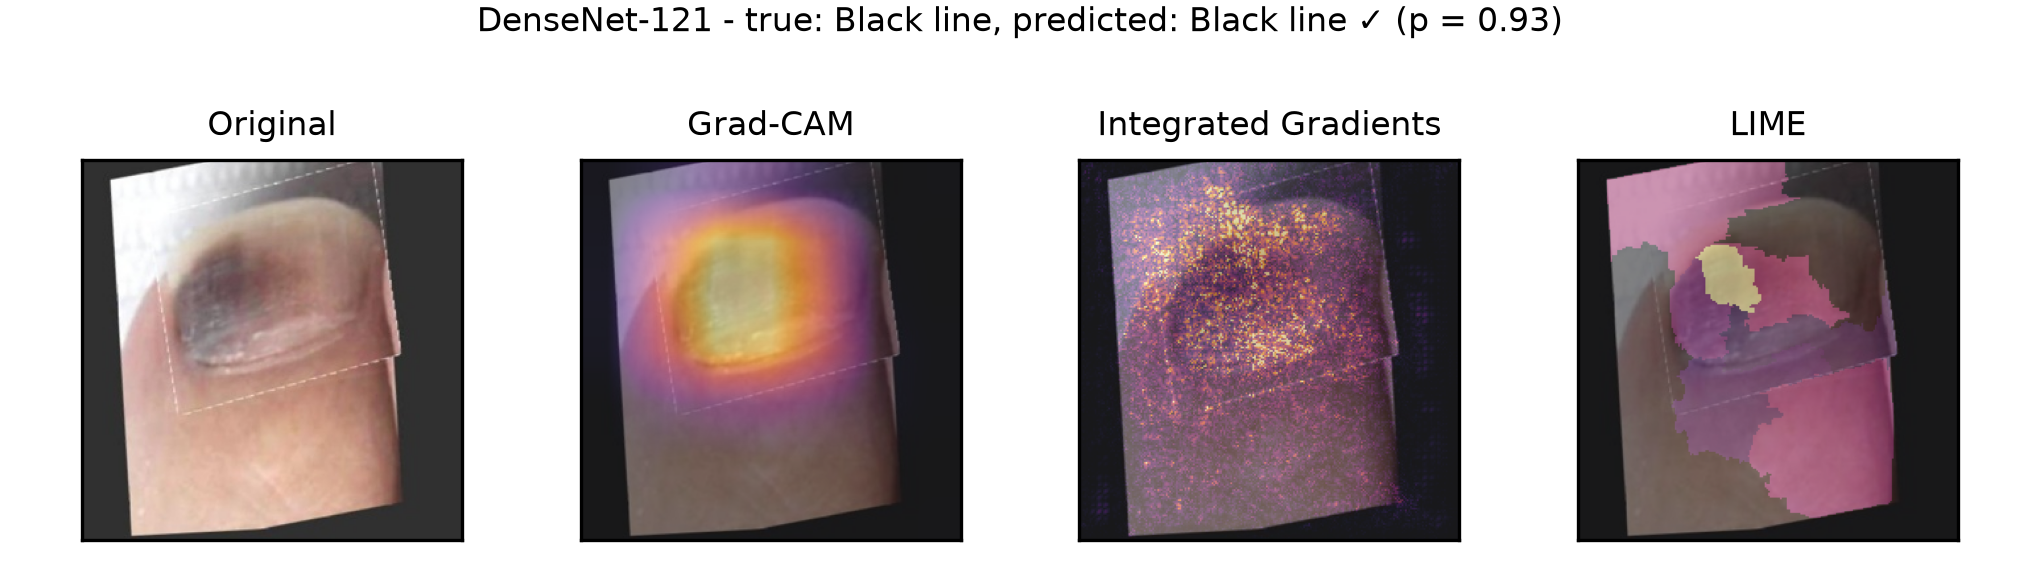 DenseNet-121 - true: Black line, predicted: Black line ✓ (p = 0.93)
Original
Grad-CAM
Integrated Gradients
LIME